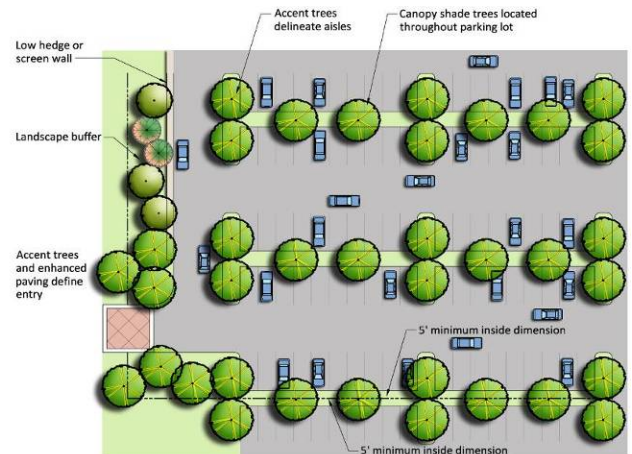 Accent trees
delineate aisles
Canopy shade trees located
throughout parking lot
Low hedge or
screen wall
Landscape buffer
Accent trees
and enhanced
paving define
entry
5' minimum inside dimension
5' minimum inside dimension